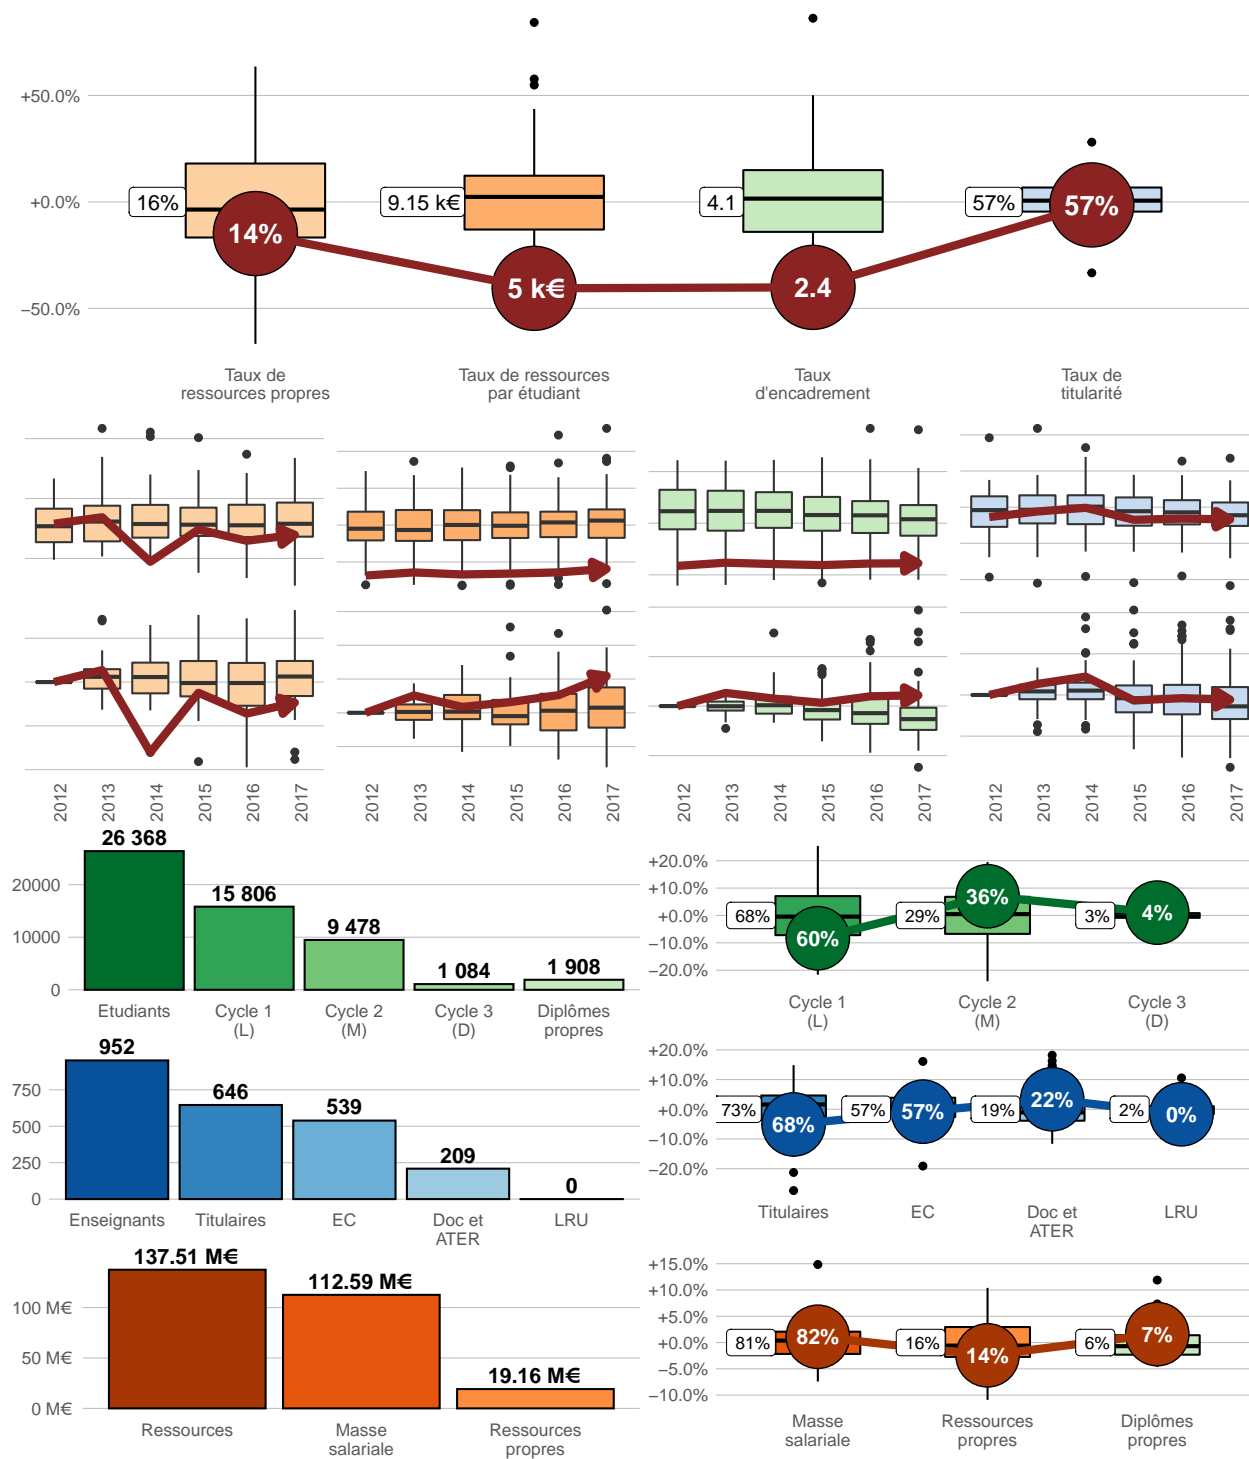 +50.0%
+0.0%
−50.0%
16%
9.15 k€
4.1
57%
14%
5 k€
2.4
57%
Taux de
ressources propres
Taux de ressources
par étudiant
Taux
d'encadrement
Taux de
titularité
2012
2013
2014
2015
2016
2017
2012
2013
2014
2015
2016
2017
2012
2013
2014
2015
2016
2017
2012
2013
2014
2015
2016
2017
20000
10000
0
26 368
15 806
9 478
1 084
1 908
Etudiants
Cycle 1
(L)
Cycle 2
(M)
Cycle 3
(D)
Diplômes
propres
+20.0%
+10.0%
+0.0%
−10.0%
−20.0%
68%
60%
29%
36%
3%
4%
Cycle 1
(L)
Cycle 2
(M)
Cycle 3
(D)
750
500
250
0
952
646
539
209
0
Enseignants
Titulaires
EC
Doc et
ATER
LRU
+20.0%
+10.0%
+0.0%
−10.0%
−20.0%
73%
68%
57%
57%
19%
22%
2%
0%
Titulaires
EC
Doc et
ATER
LRU
100 M€
50 M€
0 M€
137.51 M€
112.59 M€
19.16 M€
Ressources
Masse
salariale
Ressources
propres
+15.0%
+10.0%
+5.0%
+0.0%
−5.0%
−10.0%
81%
82%
16%
14%
6%
7%
Masse
salariale
Ressources
propres
Diplômes
propres